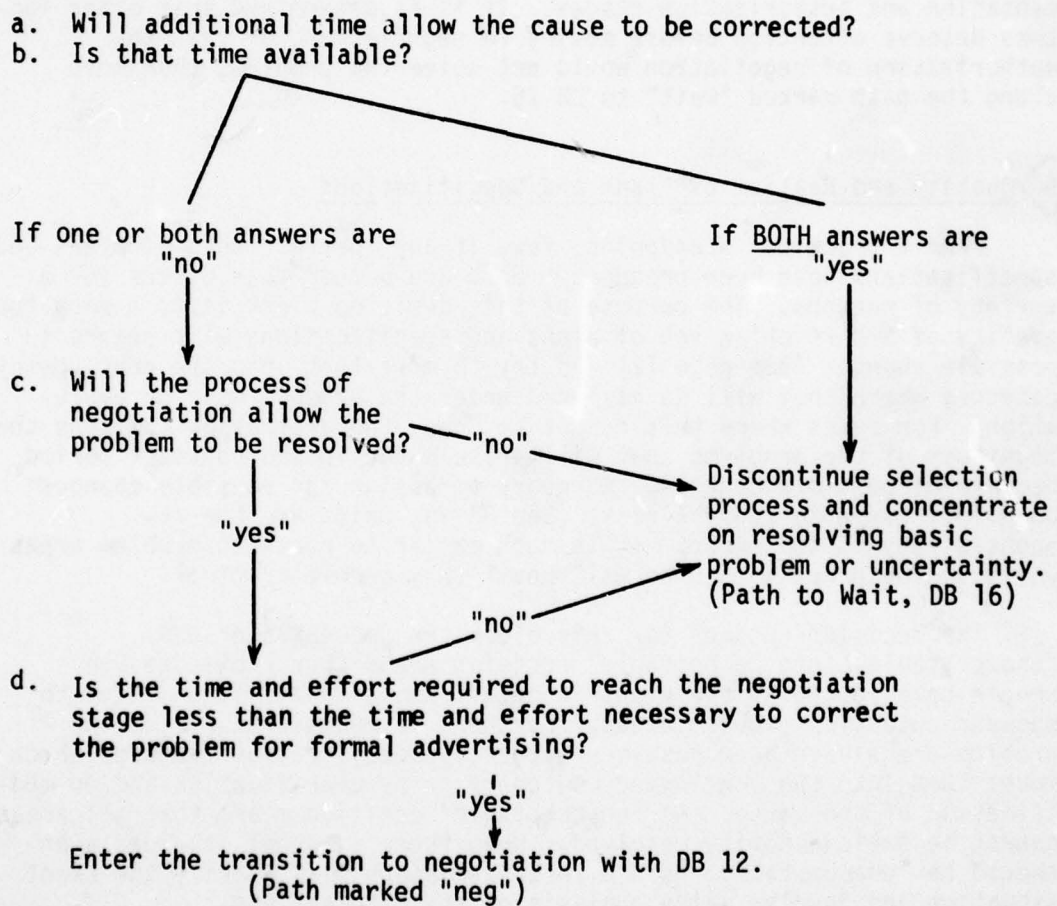 a. Will additional time allow the cause to be corrected?
b. Is that time available?
If one or both answers are
"no"
If BOTH answers are
"yes"
c. Will the process of
negotiation allow the
problem to be resolved?
"no"
"yes"
Discontinue selection
process and concentrate
on resolving basic
problem or uncertainty.
(Path to Wait, DB 16)
"no"
d. Is the time and effort required to reach the negotiation
stage less than the time and effort necessary to correct
the problem for formal advertising?
"yes"
Enter the transition to negotiation with DB 12.
(Path marked "neg")